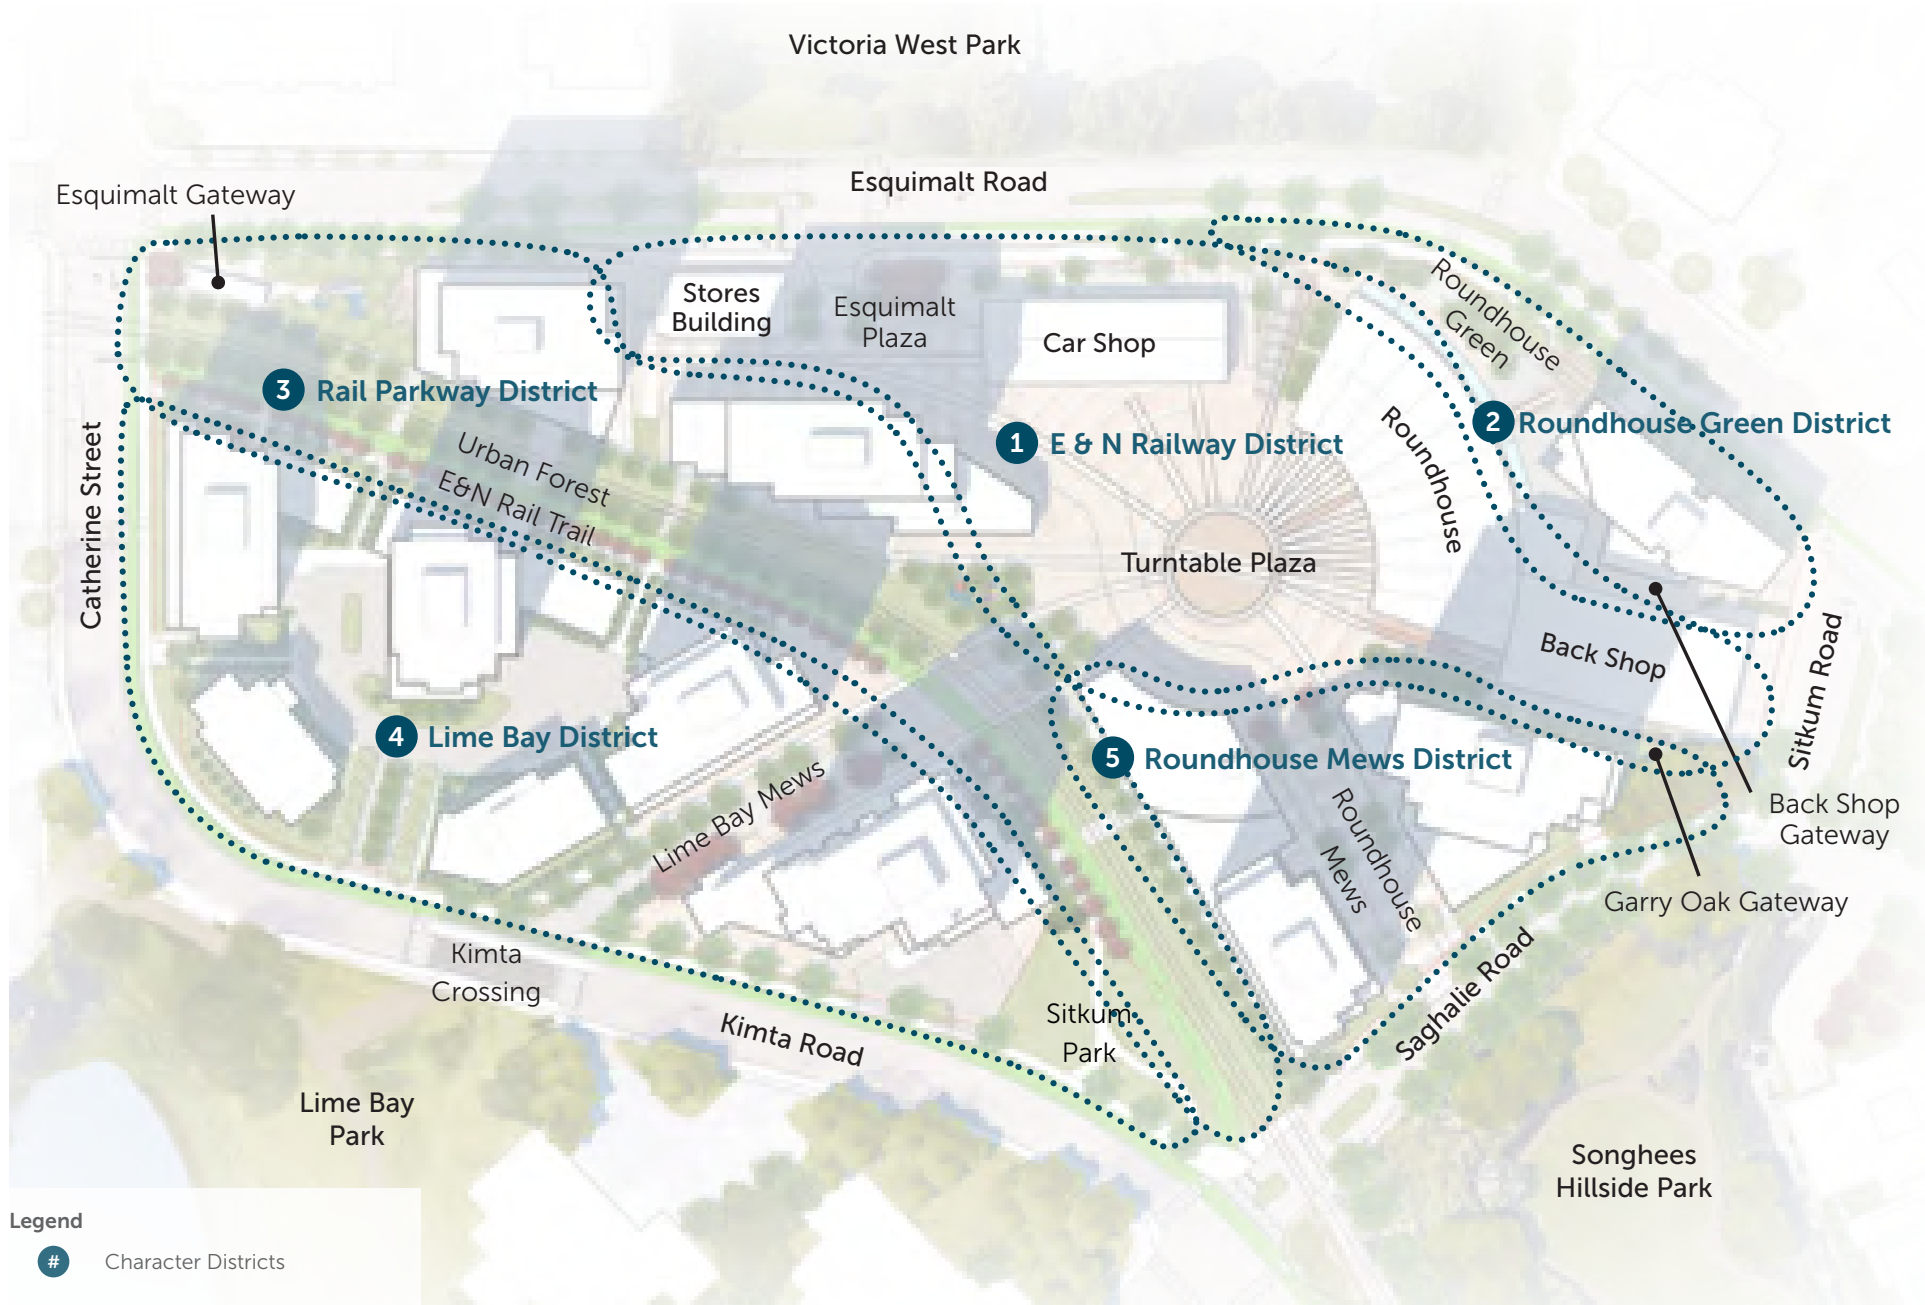 Victoria West Park
Esquimalt Road
Esquimalt Gateway
Stores
Building
Esquimalt
Plaza
Car Shop
Roundhouse
Green
3 Rail Parkway District
1 E & N Railway District
2 Roundhouse Green District
Roundhouse
Catherine Street
Urban Forest
E&N Rail Trail
Turntable Plaza
Back Shop
Sitkum Road
4 Lime Bay District
5 Roundhouse Mews District
Lime Bay Mews
Roundhouse
Mews
Back Shop
Gateway
Garry Oak Gateway
Kimta
Crossing
Kimta Road
Sitkum
Park
Saghalie Road
Lime Bay
Park
Songhees
Hillside Park
Legend
# Character Districts